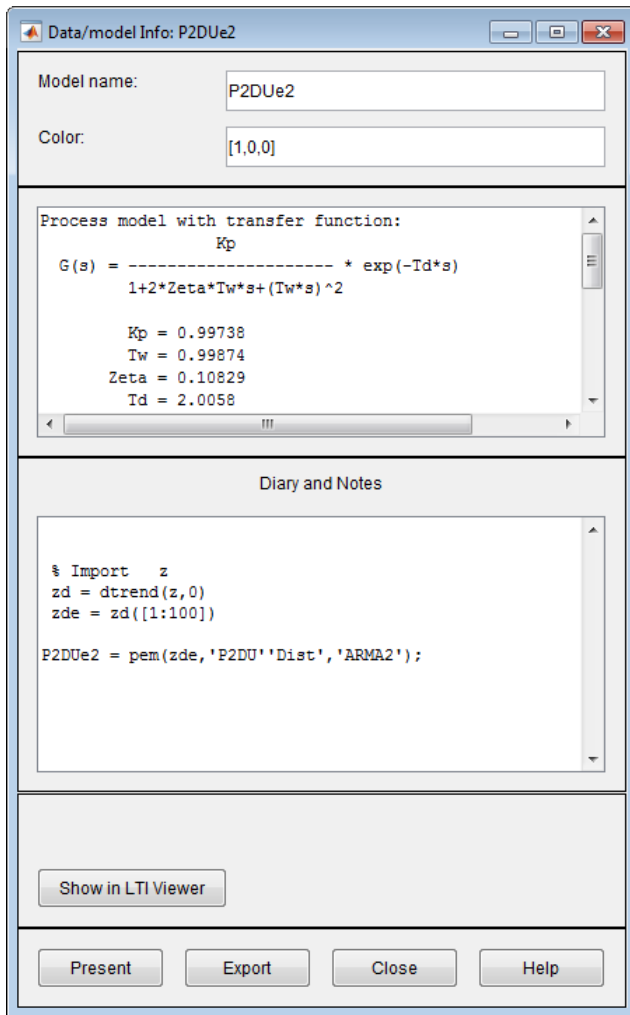 Data/model Info: P2DUe2
Model name:
P2DUe2
Color:
[1,0,0]
Process model with transfer function:
Kp
G(s) = --------------------- * exp(-Td*s)
1+2*Zeta*Tw*s+(Tw*s)^2
Kp = 0.99738
Tw = 0.99874
Zeta = 0.10829
Td = 2.0058
Diary and Notes
% Import z
zd = dtrend(z,0)
zde = zd([1:100])
P2DUe2 = pem(zde,'P2DU''Dist','ARMA2');
Show in LTI Viewer
Present
Export
Close
Help